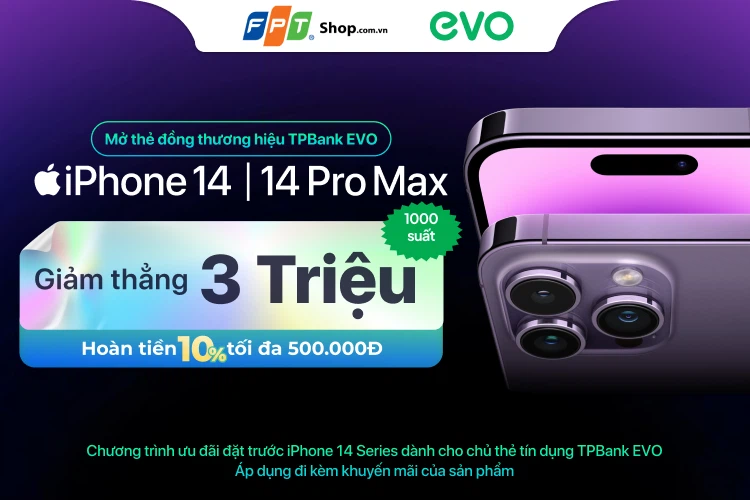 FPT Shop.com.vn evo
Mở thẻ đồng thương hiệu TPBank EVO
iPhone 14 | 14 Pro Max
1000
suất
Giảm thẳng 3 Triệu
Hoàn tiền 10% tối đa 500.000Đ
Chương trình ưu đãi đặt trước iPhone 14 Series dành cho chủ thẻ tín dụng TPBank EVO
Áp dụng đi kèm khuyến mãi của sản phẩm